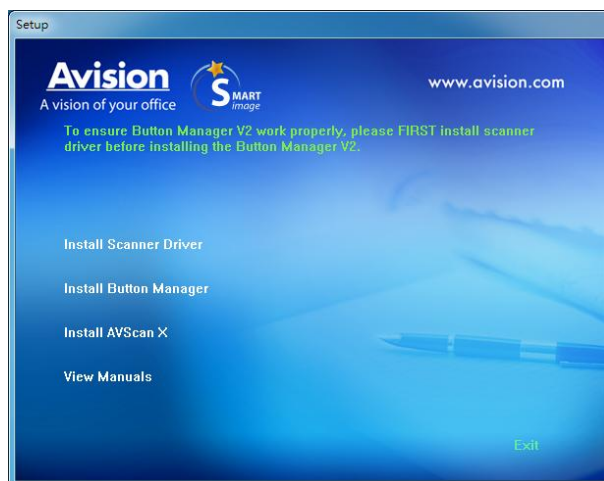 Setup
Avision
A vision of your office
SMART
image
www.avision.com
To ensure Button Manager V2 work properly, please FIRST install scanner
driver before installing the Button Manager V2.
Install Scanner Driver
Install Button Manager
Install AVScan X
View Manuals
Exit